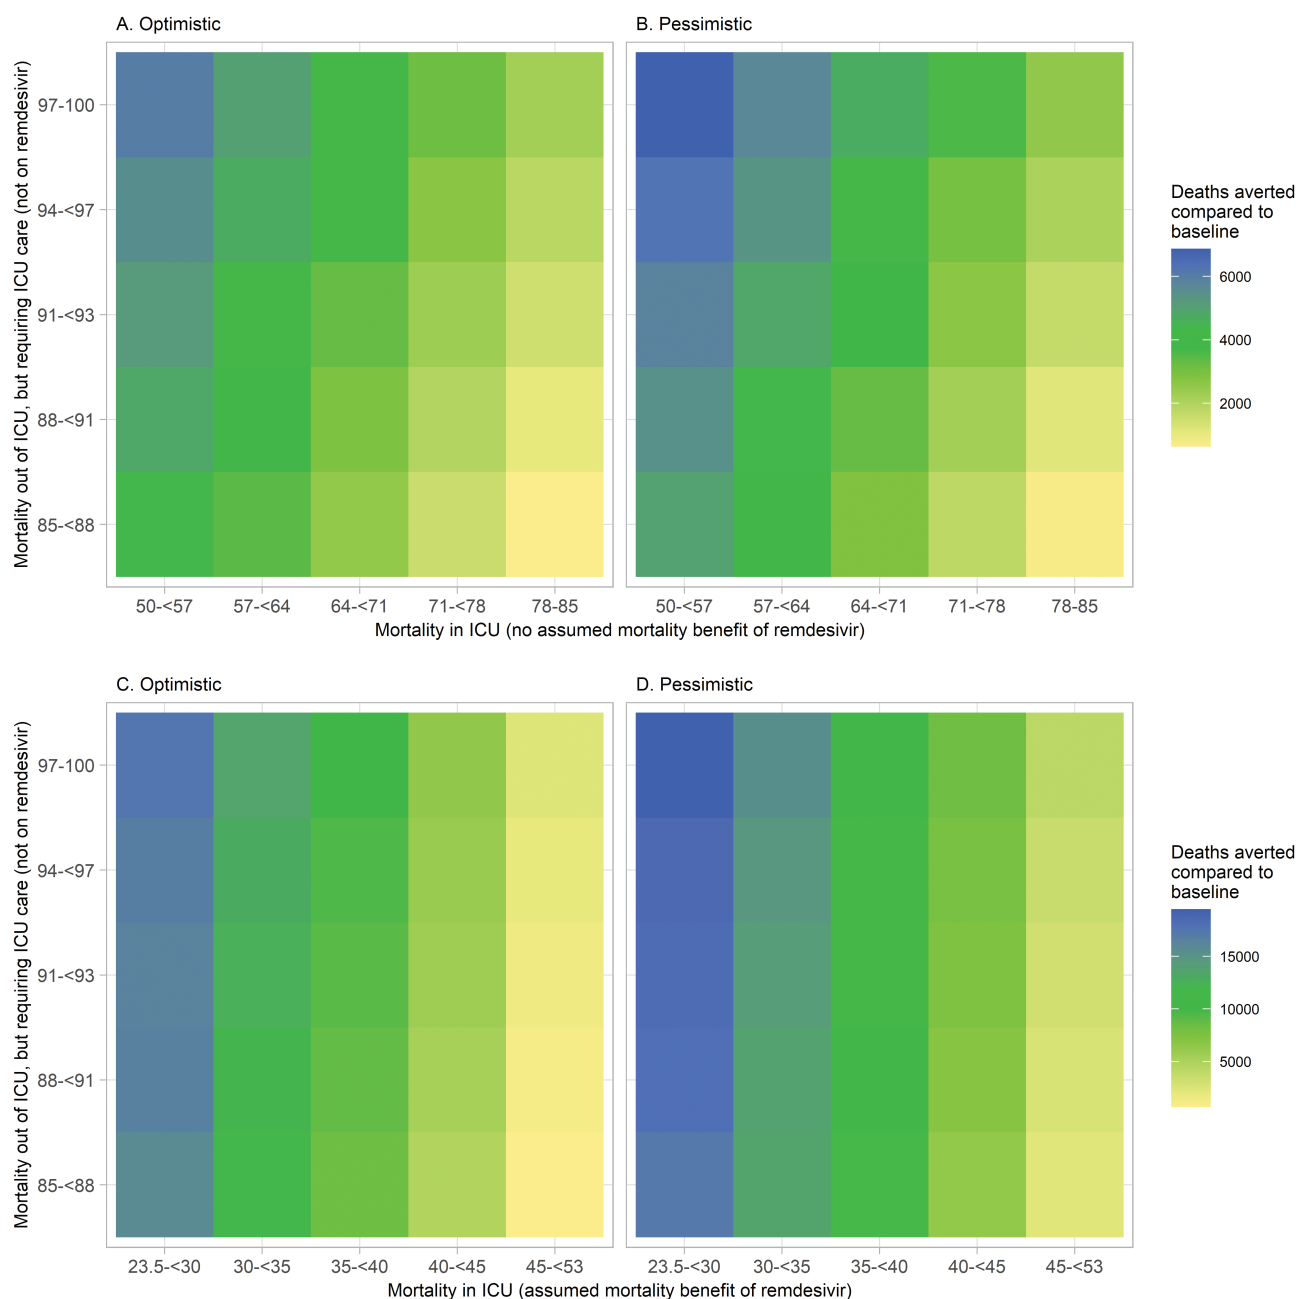 A. Optimistic
B. Pessimistic
Mortality out of ICU, but requiring ICU care (not on remdesivir)
97-100
94-<97
91-<93
88-<91
85-<88
50-<57 57-<64 64-<71 71-<78 78-85
50-<57 57-<64 64-<71 71-<78 78-85
Mortality in ICU (no assumed mortality benefit of remdesivir)
Deaths averted
compared to
baseline
6000
4000
2000
C. Optimistic
D. Pessimistic
Mortality out of ICU, but requiring ICU care (not on remdesivir)
97-100
94-<97
91-<93
88-<91
85-<88
23.5-<30 30-<35 35-<40 40-<45 45-<53
23.5-<30 30-<35 35-<40 40-<45 45-<53
Mortality in ICU (assumed mortality benefit of remdesivir)
Deaths averted
compared to
baseline
15000
10000
5000